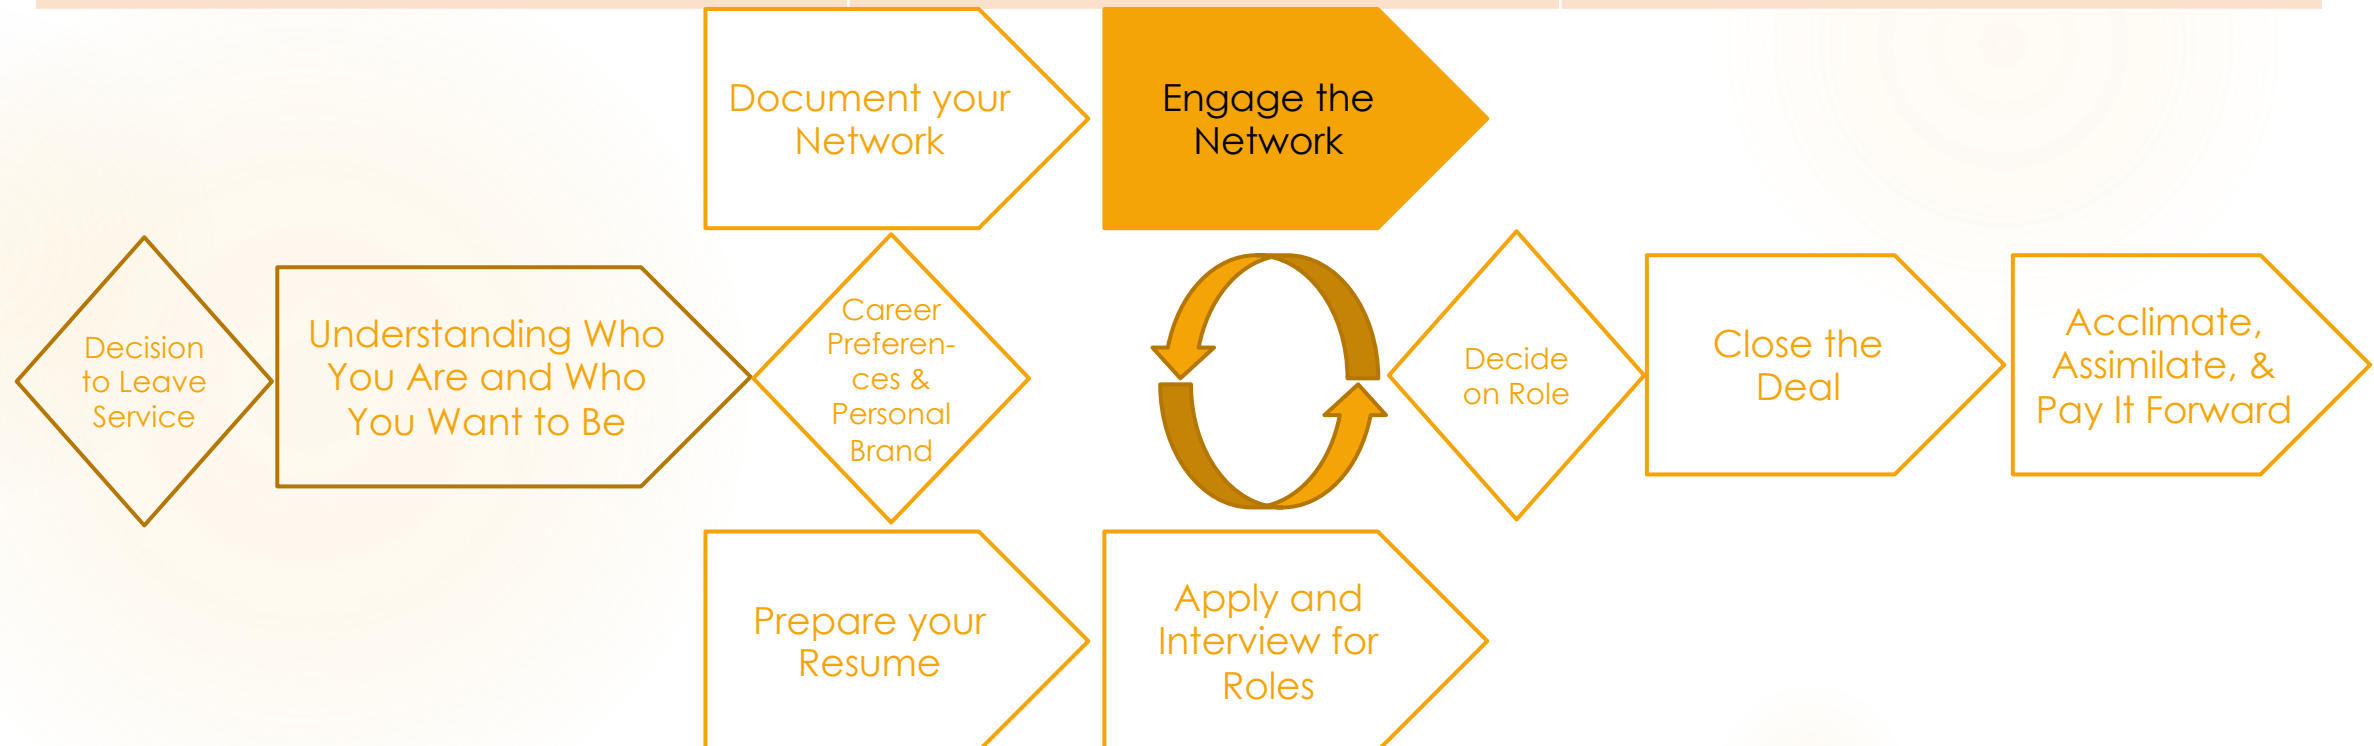 Document your
Network
Engage the
Network
Decision
to Leave
Service
Understanding Who
You Are and Who
You Want to Be
Career
Preferen-
ces &
Personal
Brand
Decide
on Role
Close the
Deal
Acclimate,
Assimilate, &
Pay It Forward
Prepare your
Resume
Apply and
Interview for
Roles